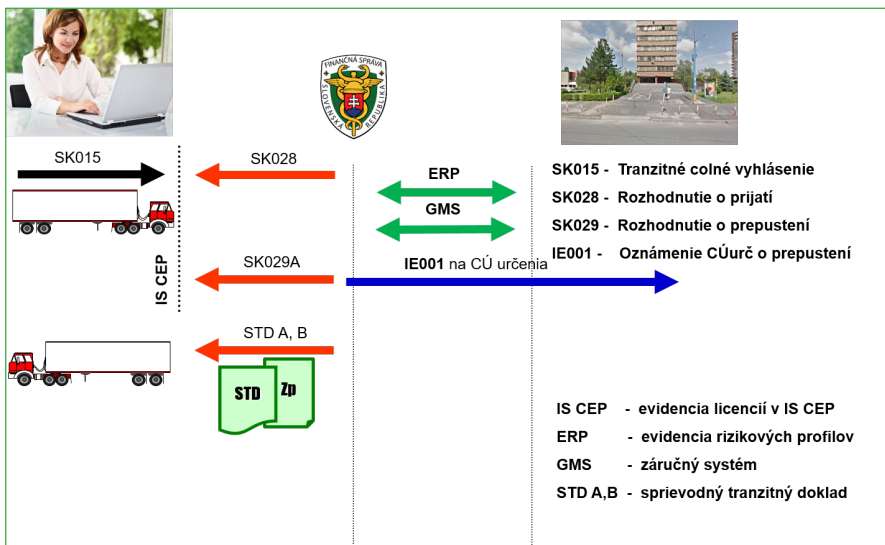 FINANČNÁ SPRÁVA
SLOVENSKÁ REPUBLIKA
SK015
SK028
ERP
GMS
IS CEP
SK029A
IE001 na CÚ určenia
STD A, B
STD
Zp
SK015 - Tranzitné colné vyhlásenie
SK028 - Rozhodnutie o prijatí
SK029 - Rozhodnutie o prepustení
IE001 - Oznámenie CÚurč o prepustení
IS CEP - evidencia licencií v IS CEP
ERP - evidencia rizikových profilov
GMS - záručný systém
STD A,B - sprievodný tranzitný doklad